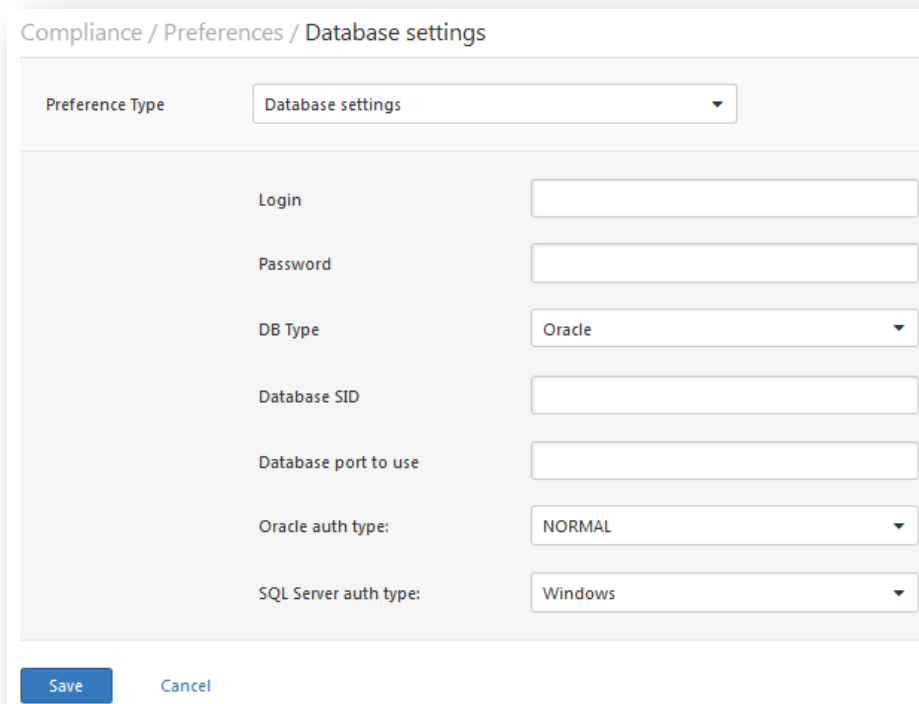 Compliance / Preferences / Database settings
Preference Type Database settings
Login
Password
DB Type Oracle
Database SID
Database port to use
Oracle auth type: NORMAL
SQL Server auth type: Windows
Save Cancel